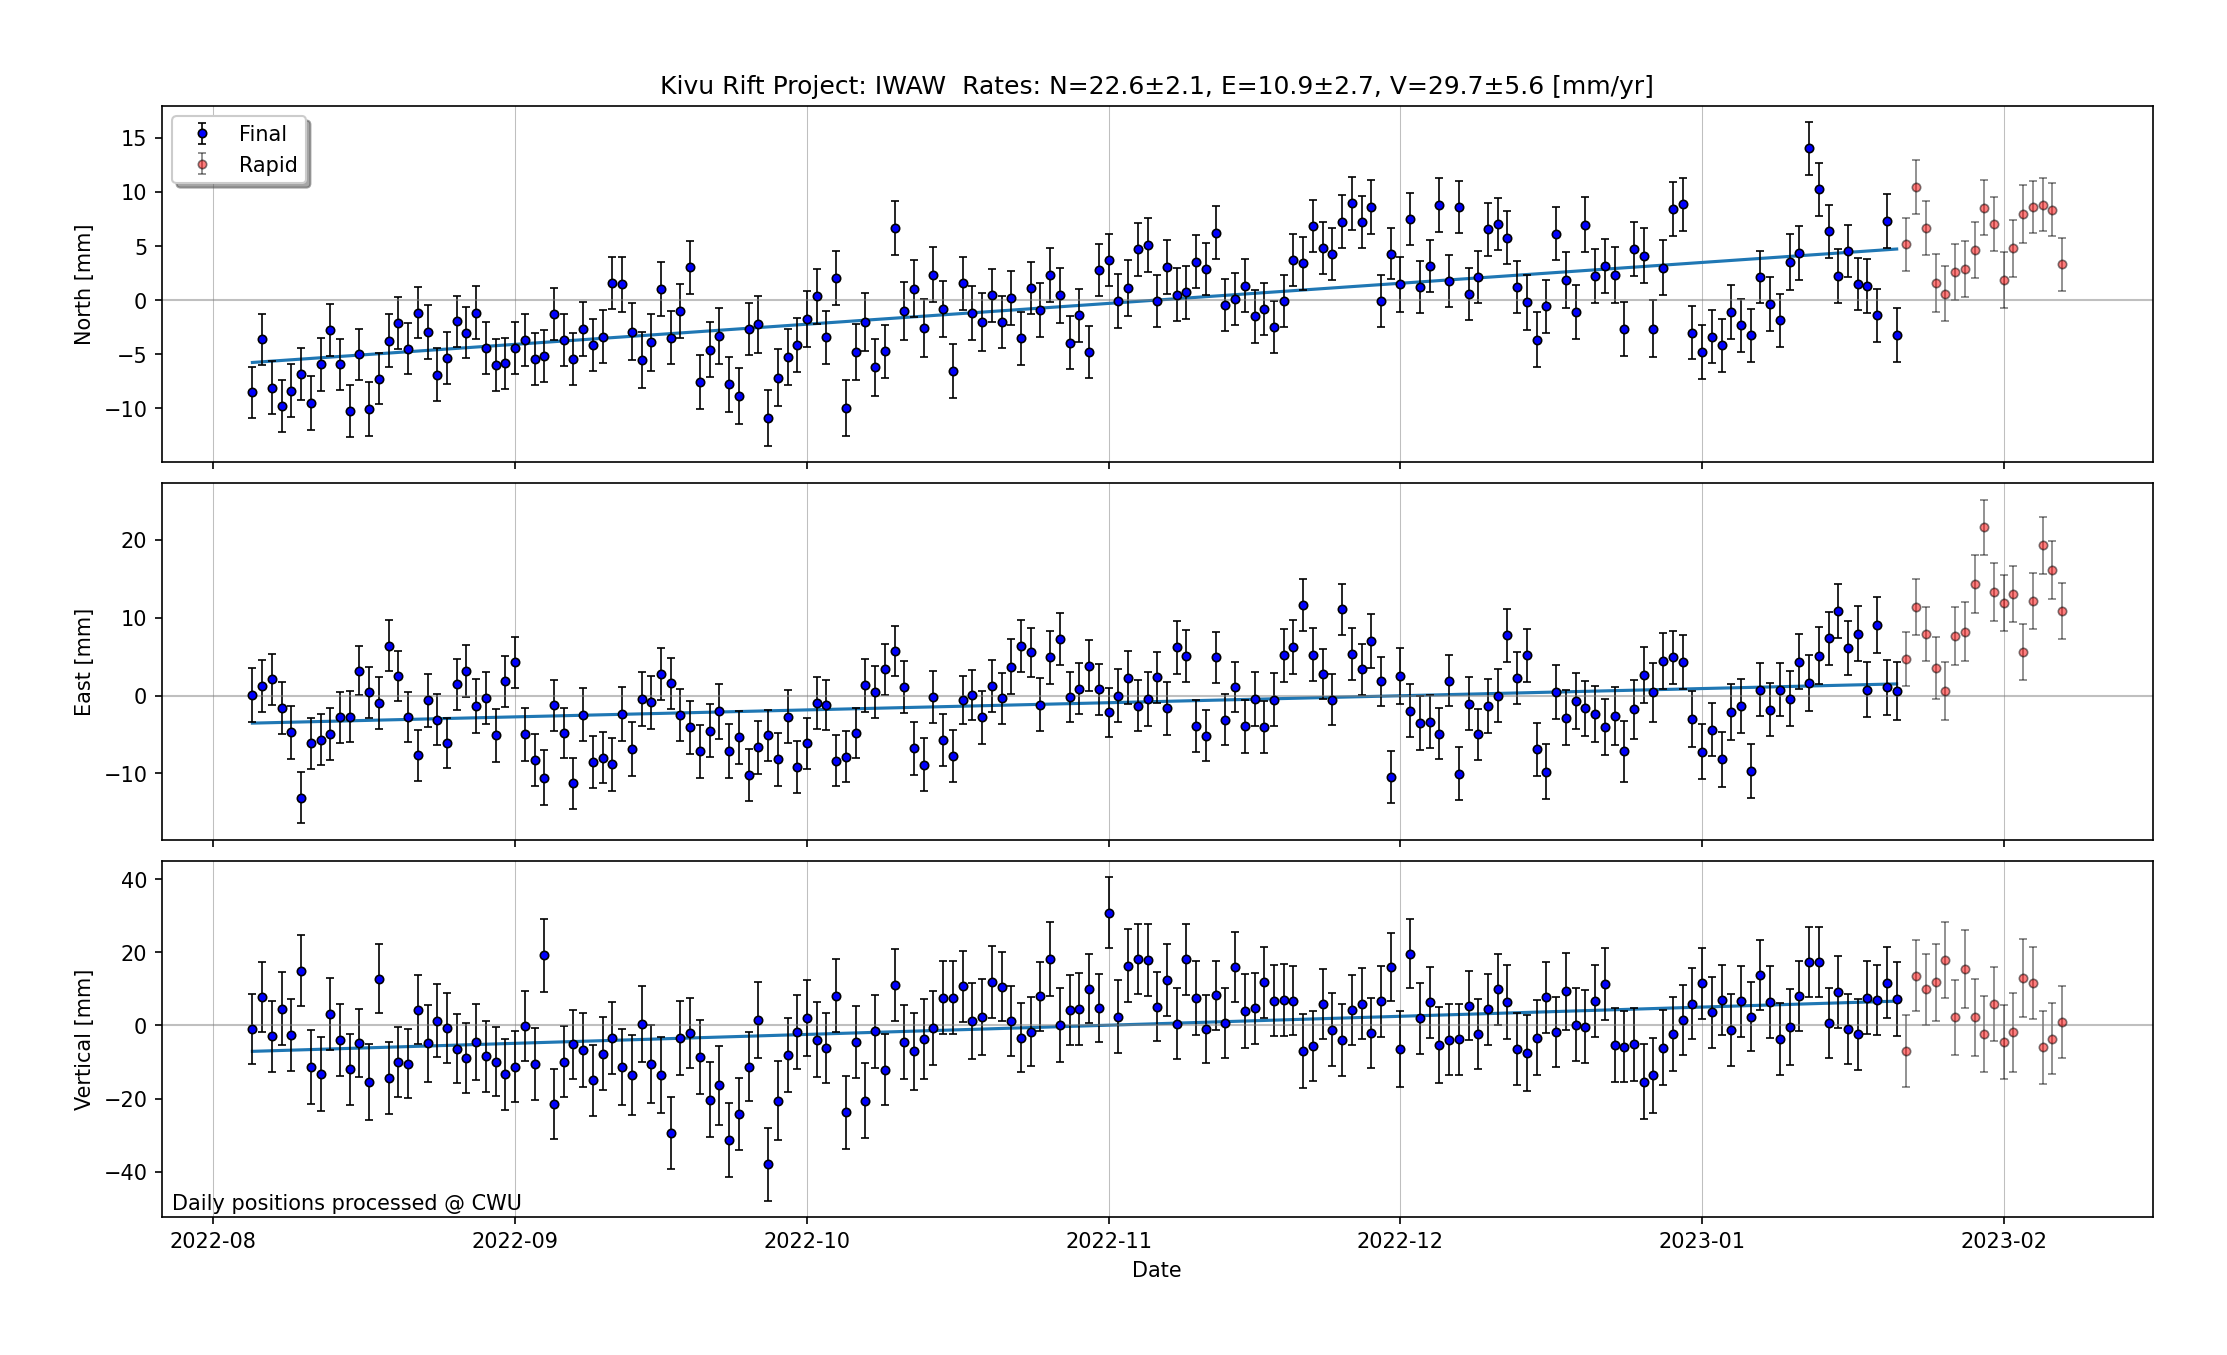 Kivu Rift Project: IWAW  Rates: N=22.6±2.1, E=10.9±2.7, V=29.7±5.6 [mm/yr]
Final
Rapid
North [mm]
15
10
5
0
−5
−10
East [mm]
20
10
0
−10
Vertical [mm]
40
20
0
−20
−40
Daily positions processed @ CWU
2022-08 2022-09 2022-10 2022-11 2022-12 2023-01 2023-02
Date